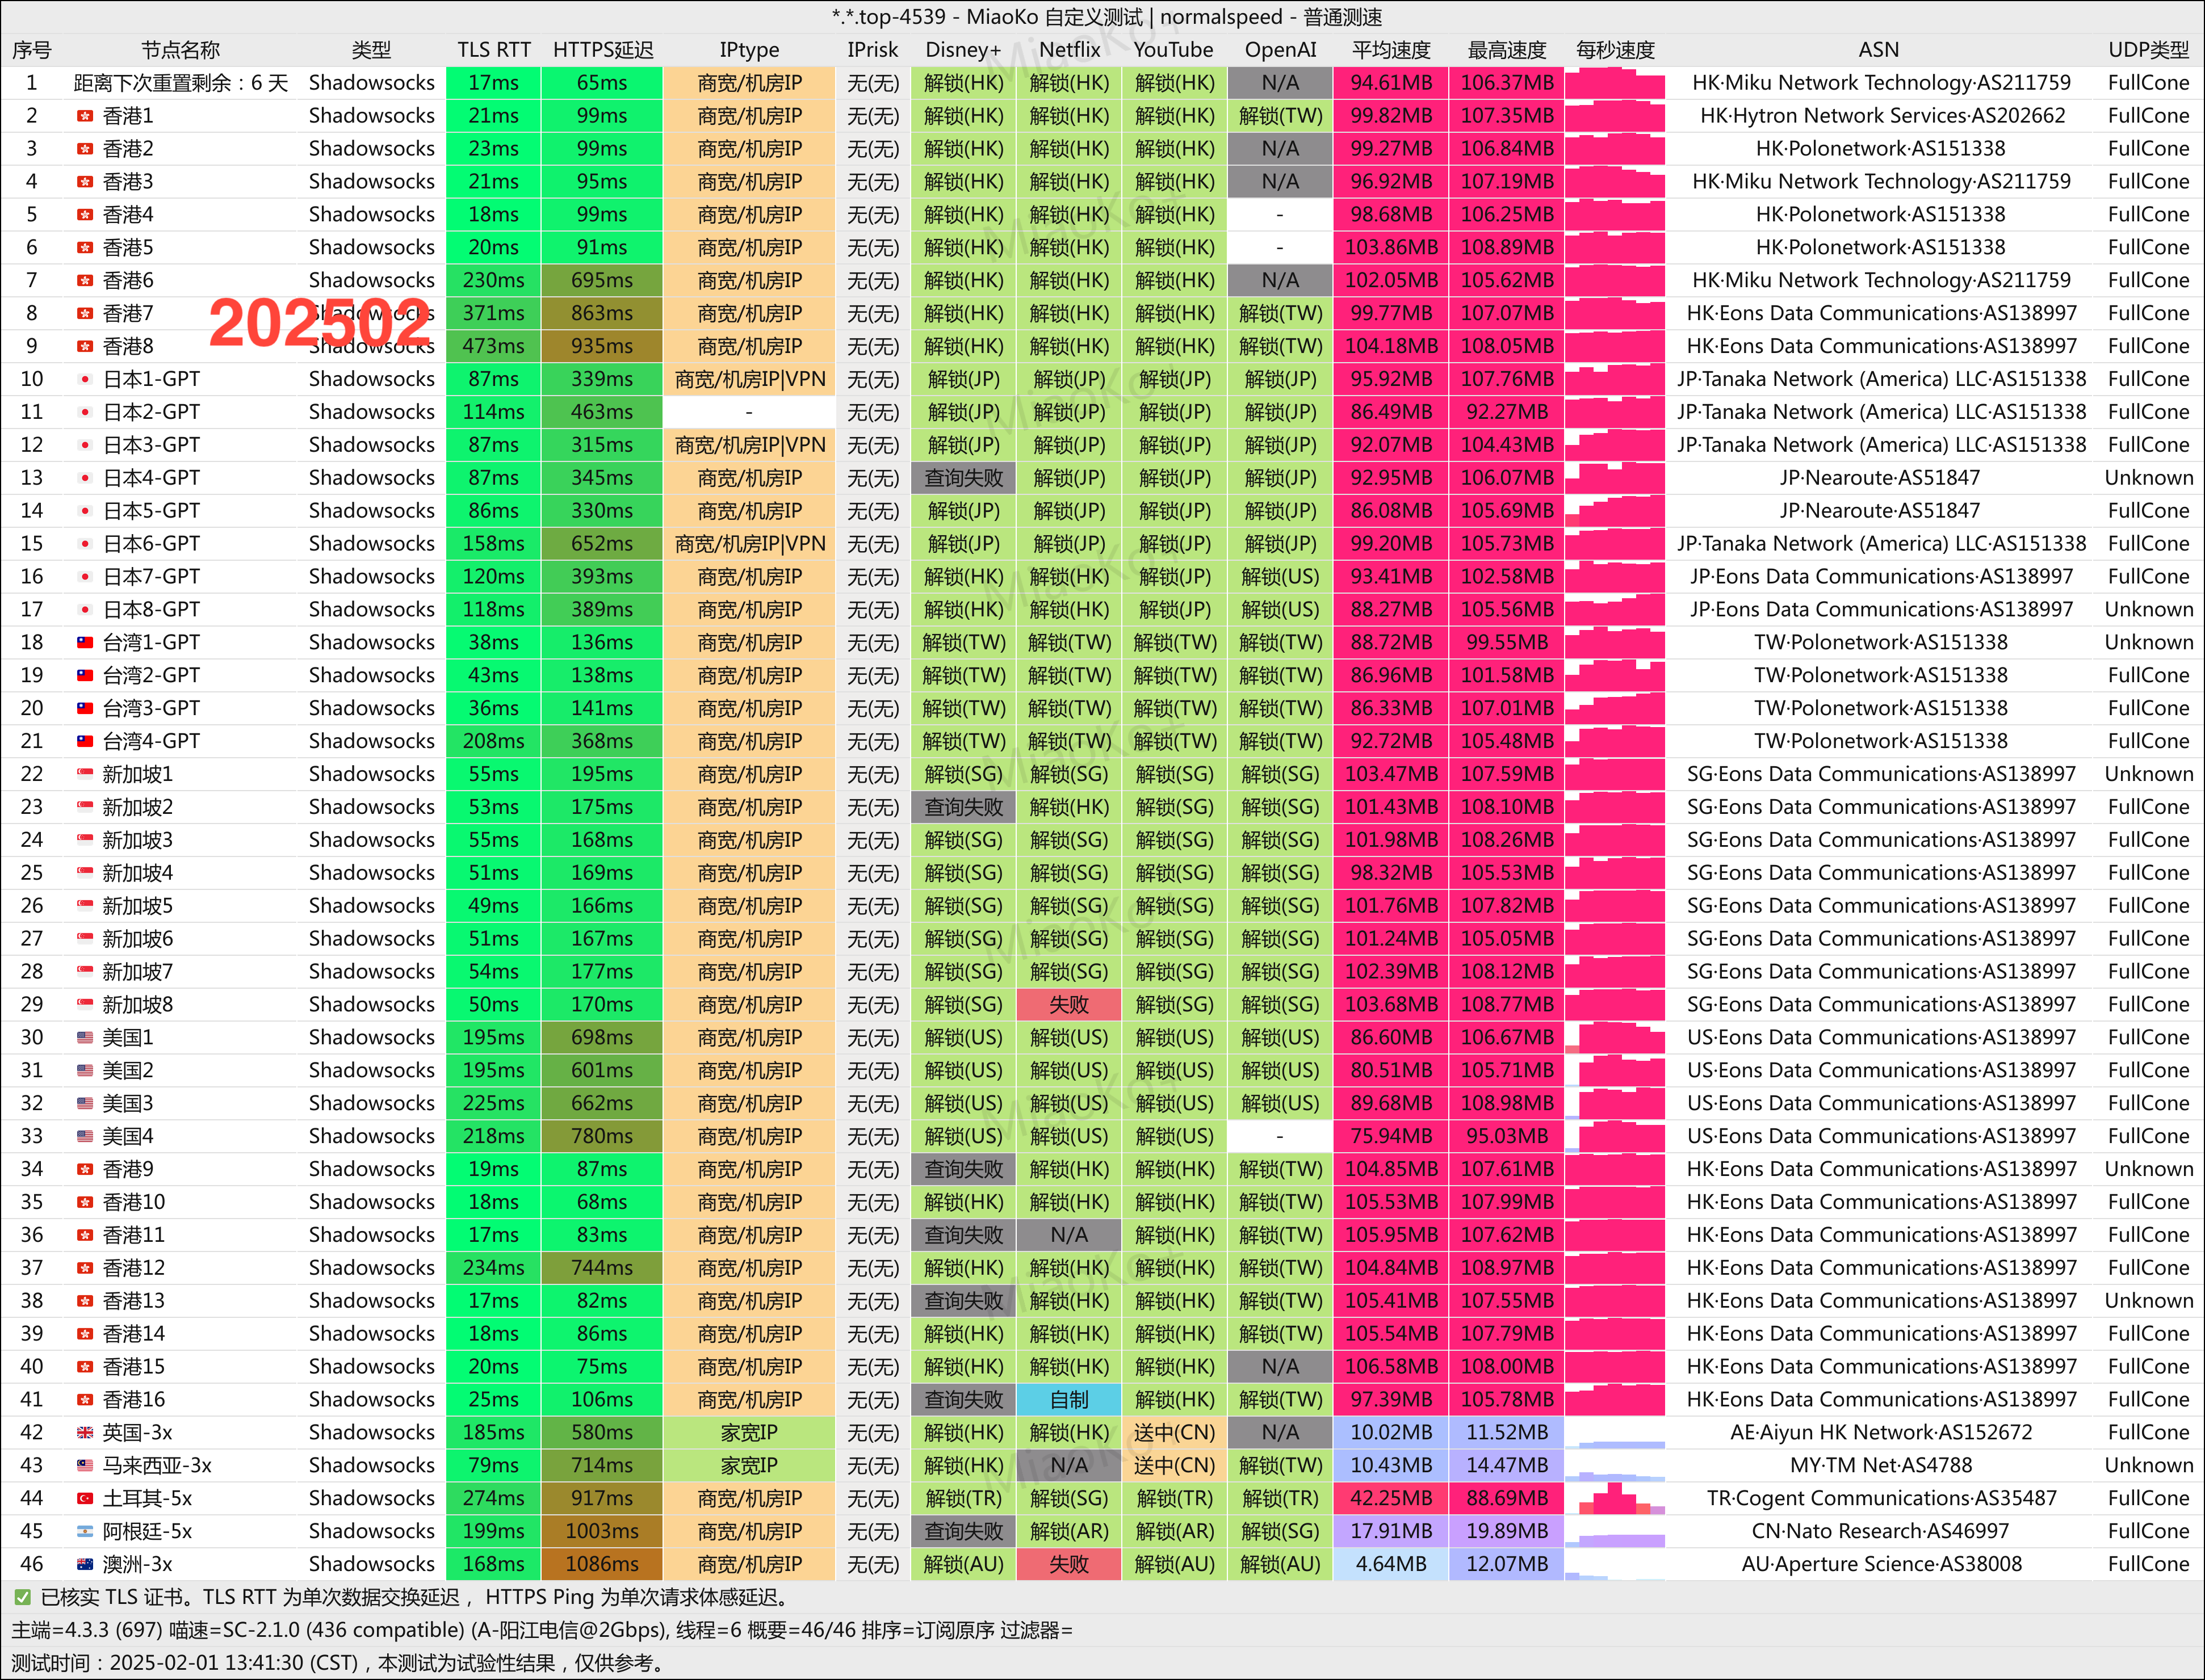 *.*.top-4539 - MiaoKo 自定义测试 | normalspeed - 普通测速
序号 节点名称 类型 TLS RTT HTTPS延迟 IPtype IPrisk Disney+ Netflix YouTube OpenAI 平均速度 最高速度 每秒速度 ASN UDP类型
1 距离下次重置剩余：6 天 Shadowsocks 17ms 65ms 商宽/机房IP 无(无) 解锁(HK) 解锁(HK) 解锁(HK) N/A 94.61MB 106.37MB HK·Miku Network Technology·AS211759 FullCone
2 香港1 Shadowsocks 21ms 99ms 商宽/机房IP 无(无) 解锁(HK) 解锁(HK) 解锁(HK) 解锁(TW) 99.82MB 107.35MB HK·Hytron Network Services·AS202662 FullCone
3 香港2 Shadowsocks 23ms 99ms 商宽/机房IP 无(无) 解锁(HK) 解锁(HK) 解锁(HK) N/A 99.27MB 106.84MB HK·Polonetwork·AS151338 FullCone
4 香港3 Shadowsocks 21ms 95ms 商宽/机房IP 无(无) 解锁(HK) 解锁(HK) 解锁(HK) N/A 96.92MB 107.19MB HK·Miku Network Technology·AS211759 FullCone
5 香港4 Shadowsocks 18ms 99ms 商宽/机房IP 无(无) 解锁(HK) 解锁(HK) 解锁(HK) - 98.68MB 106.25MB HK·Polonetwork·AS151338 FullCone
6 香港5 Shadowsocks 20ms 91ms 商宽/机房IP 无(无) 解锁(HK) 解锁(HK) 解锁(HK) - 103.86MB 108.89MB HK·Polonetwork·AS151338 FullCone
7 香港6 Shadowsocks 230ms 695ms 商宽/机房IP 无(无) 解锁(HK) 解锁(HK) 解锁(HK) N/A 102.05MB 105.62MB HK·Miku Network Technology·AS211759 FullCone
202502
8 香港7 Shadowsocks 371ms 863ms 商宽/机房IP 无(无) 解锁(HK) 解锁(HK) 解锁(HK) 解锁(TW) 99.77MB 107.07MB HK·Eons Data Communications·AS138997 FullCone
9 香港8 Shadowsocks 473ms 935ms 商宽/机房IP 无(无) 解锁(HK) 解锁(HK) 解锁(HK) 解锁(TW) 104.18MB 108.05MB HK·Eons Data Communications·AS138997 FullCone
10 日本1-GPT Shadowsocks 87ms 339ms 商宽/机房IP|VPN 无(无) 解锁(JP) 解锁(JP) 解锁(JP) 解锁(JP) 95.92MB 107.76MB JP·Tanaka Network (America) LLC·AS151338 FullCone
11 日本2-GPT Shadowsocks 114ms 463ms - 无(无) 解锁(JP) 解锁(JP) 解锁(JP) 解锁(JP) 86.49MB 92.27MB JP·Tanaka Network (America) LLC·AS151338 FullCone
12 日本3-GPT Shadowsocks 87ms 315ms 商宽/机房IP|VPN 无(无) 解锁(JP) 解锁(JP) 解锁(JP) 解锁(JP) 92.07MB 104.43MB JP·Tanaka Network (America) LLC·AS151338 FullCone
13 日本4-GPT Shadowsocks 87ms 345ms 商宽/机房IP 无(无) 查询失败 解锁(JP) 解锁(JP) 解锁(JP) 92.95MB 106.07MB JP·Nearoute·AS51847 Unknown
14 日本5-GPT Shadowsocks 86ms 330ms 商宽/机房IP 无(无) 解锁(JP) 解锁(JP) 解锁(JP) 解锁(JP) 86.08MB 105.69MB JP·Nearoute·AS51847 FullCone
15 日本6-GPT Shadowsocks 158ms 652ms 商宽/机房IP|VPN 无(无) 解锁(JP) 解锁(JP) 解锁(JP) 解锁(JP) 99.20MB 105.73MB JP·Tanaka Network (America) LLC·AS151338 FullCone
16 日本7-GPT Shadowsocks 120ms 393ms 商宽/机房IP 无(无) 解锁(HK) 解锁(HK) 解锁(JP) 解锁(US) 93.41MB 102.58MB JP·Eons Data Communications·AS138997 FullCone
17 日本8-GPT Shadowsocks 118ms 389ms 商宽/机房IP 无(无) 解锁(HK) 解锁(HK) 解锁(JP) 解锁(US) 88.27MB 105.56MB JP·Eons Data Communications·AS138997 Unknown
18 台湾1-GPT Shadowsocks 38ms 136ms 商宽/机房IP 无(无) 解锁(TW) 解锁(TW) 解锁(TW) 解锁(TW) 88.72MB 99.55MB TW·Polonetwork·AS151338 Unknown
19 台湾2-GPT Shadowsocks 43ms 138ms 商宽/机房IP 无(无) 解锁(TW) 解锁(TW) 解锁(TW) 解锁(TW) 86.96MB 101.58MB TW·Polonetwork·AS151338 FullCone
20 台湾3-GPT Shadowsocks 36ms 141ms 商宽/机房IP 无(无) 解锁(TW) 解锁(TW) 解锁(TW) 解锁(TW) 86.33MB 107.01MB TW·Polonetwork·AS151338 FullCone
21 台湾4-GPT Shadowsocks 208ms 368ms 商宽/机房IP 无(无) 解锁(TW) 解锁(TW) 解锁(TW) 解锁(TW) 92.72MB 105.48MB TW·Polonetwork·AS151338 FullCone
22 新加坡1 Shadowsocks 55ms 195ms 商宽/机房IP 无(无) 解锁(SG) 解锁(SG) 解锁(SG) 解锁(SG) 103.47MB 107.59MB SG·Eons Data Communications·AS138997 Unknown
23 新加坡2 Shadowsocks 53ms 175ms 商宽/机房IP 无(无) 查询失败 解锁(HK) 解锁(SG) 解锁(SG) 101.43MB 108.10MB SG·Eons Data Communications·AS138997 FullCone
24 新加坡3 Shadowsocks 55ms 168ms 商宽/机房IP 无(无) 解锁(SG) 解锁(SG) 解锁(SG) 解锁(SG) 101.98MB 108.26MB SG·Eons Data Communications·AS138997 FullCone
25 新加坡4 Shadowsocks 51ms 169ms 商宽/机房IP 无(无) 解锁(SG) 解锁(SG) 解锁(SG) 解锁(SG) 98.32MB 105.53MB SG·Eons Data Communications·AS138997 FullCone
26 新加坡5 Shadowsocks 49ms 166ms 商宽/机房IP 无(无) 解锁(SG) 解锁(SG) 解锁(SG) 解锁(SG) 101.76MB 107.82MB SG·Eons Data Communications·AS138997 FullCone
27 新加坡6 Shadowsocks 51ms 167ms 商宽/机房IP 无(无) 解锁(SG) 解锁(SG) 解锁(SG) 解锁(SG) 101.24MB 105.05MB SG·Eons Data Communications·AS138997 FullCone
28 新加坡7 Shadowsocks 54ms 177ms 商宽/机房IP 无(无) 解锁(SG) 解锁(SG) 解锁(SG) 解锁(SG) 102.39MB 108.12MB SG·Eons Data Communications·AS138997 FullCone
29 新加坡8 Shadowsocks 50ms 170ms 商宽/机房IP 无(无) 解锁(SG) 失败 解锁(SG) 解锁(SG) 103.68MB 108.77MB SG·Eons Data Communications·AS138997 FullCone
30 美国1 Shadowsocks 195ms 698ms 商宽/机房IP 无(无) 解锁(US) 解锁(US) 解锁(US) 解锁(US) 86.60MB 106.67MB US·Eons Data Communications·AS138997 FullCone
31 美国2 Shadowsocks 195ms 601ms 商宽/机房IP 无(无) 解锁(US) 解锁(US) 解锁(US) 解锁(US) 80.51MB 105.71MB US·Eons Data Communications·AS138997 FullCone
32 美国3 Shadowsocks 225ms 662ms 商宽/机房IP 无(无) 解锁(US) 解锁(US) 解锁(US) 解锁(US) 89.68MB 108.98MB US·Eons Data Communications·AS138997 FullCone
33 美国4 Shadowsocks 218ms 780ms 商宽/机房IP 无(无) 解锁(US) 解锁(US) 解锁(US) - 75.94MB 95.03MB US·Eons Data Communications·AS138997 FullCone
34 香港9 Shadowsocks 19ms 87ms 商宽/机房IP 无(无) 查询失败 解锁(HK) 解锁(HK) 解锁(TW) 104.85MB 107.61MB HK·Eons Data Communications·AS138997 Unknown
35 香港10 Shadowsocks 18ms 68ms 商宽/机房IP 无(无) 解锁(HK) 解锁(HK) 解锁(HK) 解锁(TW) 105.53MB 107.99MB HK·Eons Data Communications·AS138997 FullCone
36 香港11 Shadowsocks 17ms 83ms 商宽/机房IP 无(无) 查询失败 N/A 解锁(HK) 解锁(TW) 105.95MB 107.62MB HK·Eons Data Communications·AS138997 FullCone
37 香港12 Shadowsocks 234ms 744ms 商宽/机房IP 无(无) 解锁(HK) 解锁(HK) 解锁(HK) 解锁(TW) 104.84MB 108.97MB HK·Eons Data Communications·AS138997 FullCone
38 香港13 Shadowsocks 17ms 82ms 商宽/机房IP 无(无) 查询失败 解锁(HK) 解锁(HK) 解锁(TW) 105.41MB 107.55MB HK·Eons Data Communications·AS138997 Unknown
39 香港14 Shadowsocks 18ms 86ms 商宽/机房IP 无(无) 解锁(HK) 解锁(HK) 解锁(HK) 解锁(TW) 105.54MB 107.79MB HK·Eons Data Communications·AS138997 FullCone
40 香港15 Shadowsocks 20ms 75ms 商宽/机房IP 无(无) 解锁(HK) 解锁(HK) 解锁(HK) N/A 106.58MB 108.00MB HK·Eons Data Communications·AS138997 FullCone
41 香港16 Shadowsocks 25ms 106ms 商宽/机房IP 无(无) 查询失败 自制 解锁(HK) 解锁(TW) 97.39MB 105.78MB HK·Eons Data Communications·AS138997 FullCone
42 英国-3x Shadowsocks 185ms 580ms 家宽IP 无(无) 解锁(HK) 解锁(HK) 送中(CN) N/A 10.02MB 11.52MB AE·Aiyun HK Network·AS152672 FullCone
43 马来西亚-3x Shadowsocks 79ms 714ms 家宽IP 无(无) 解锁(HK) N/A 送中(CN) 解锁(TW) 10.43MB 14.47MB MY·TM Net·AS4788 Unknown
44 土耳其-5x Shadowsocks 274ms 917ms 商宽/机房IP 无(无) 解锁(TR) 解锁(SG) 解锁(TR) 解锁(TR) 42.25MB 88.69MB TR·Cogent Communications·AS35487 FullCone
45 阿根廷-5x Shadowsocks 199ms 1003ms 商宽/机房IP 无(无) 查询失败 解锁(AR) 解锁(AR) 解锁(SG) 17.91MB 19.89MB CN·Nato Research·AS46997 FullCone
46 澳洲-3x Shadowsocks 168ms 1086ms 商宽/机房IP 无(无) 解锁(AU) 失败 解锁(AU) 解锁(AU) 4.64MB 12.07MB AU·Aperture Science·AS38008 FullCone
✅ 已核实 TLS 证书。TLS RTT 为单次数据交换延迟， HTTPS Ping 为单次请求体感延迟。
主端=4.3.3 (697) 喵速=SC-2.1.0 (436 compatible) (A-阳江电信@2Gbps), 线程=6 概要=46/46 排序=订阅原序 过滤器=
测试时间：2025-02-01 13:41:30 (CST)，本测试为试验性结果，仅供参考。